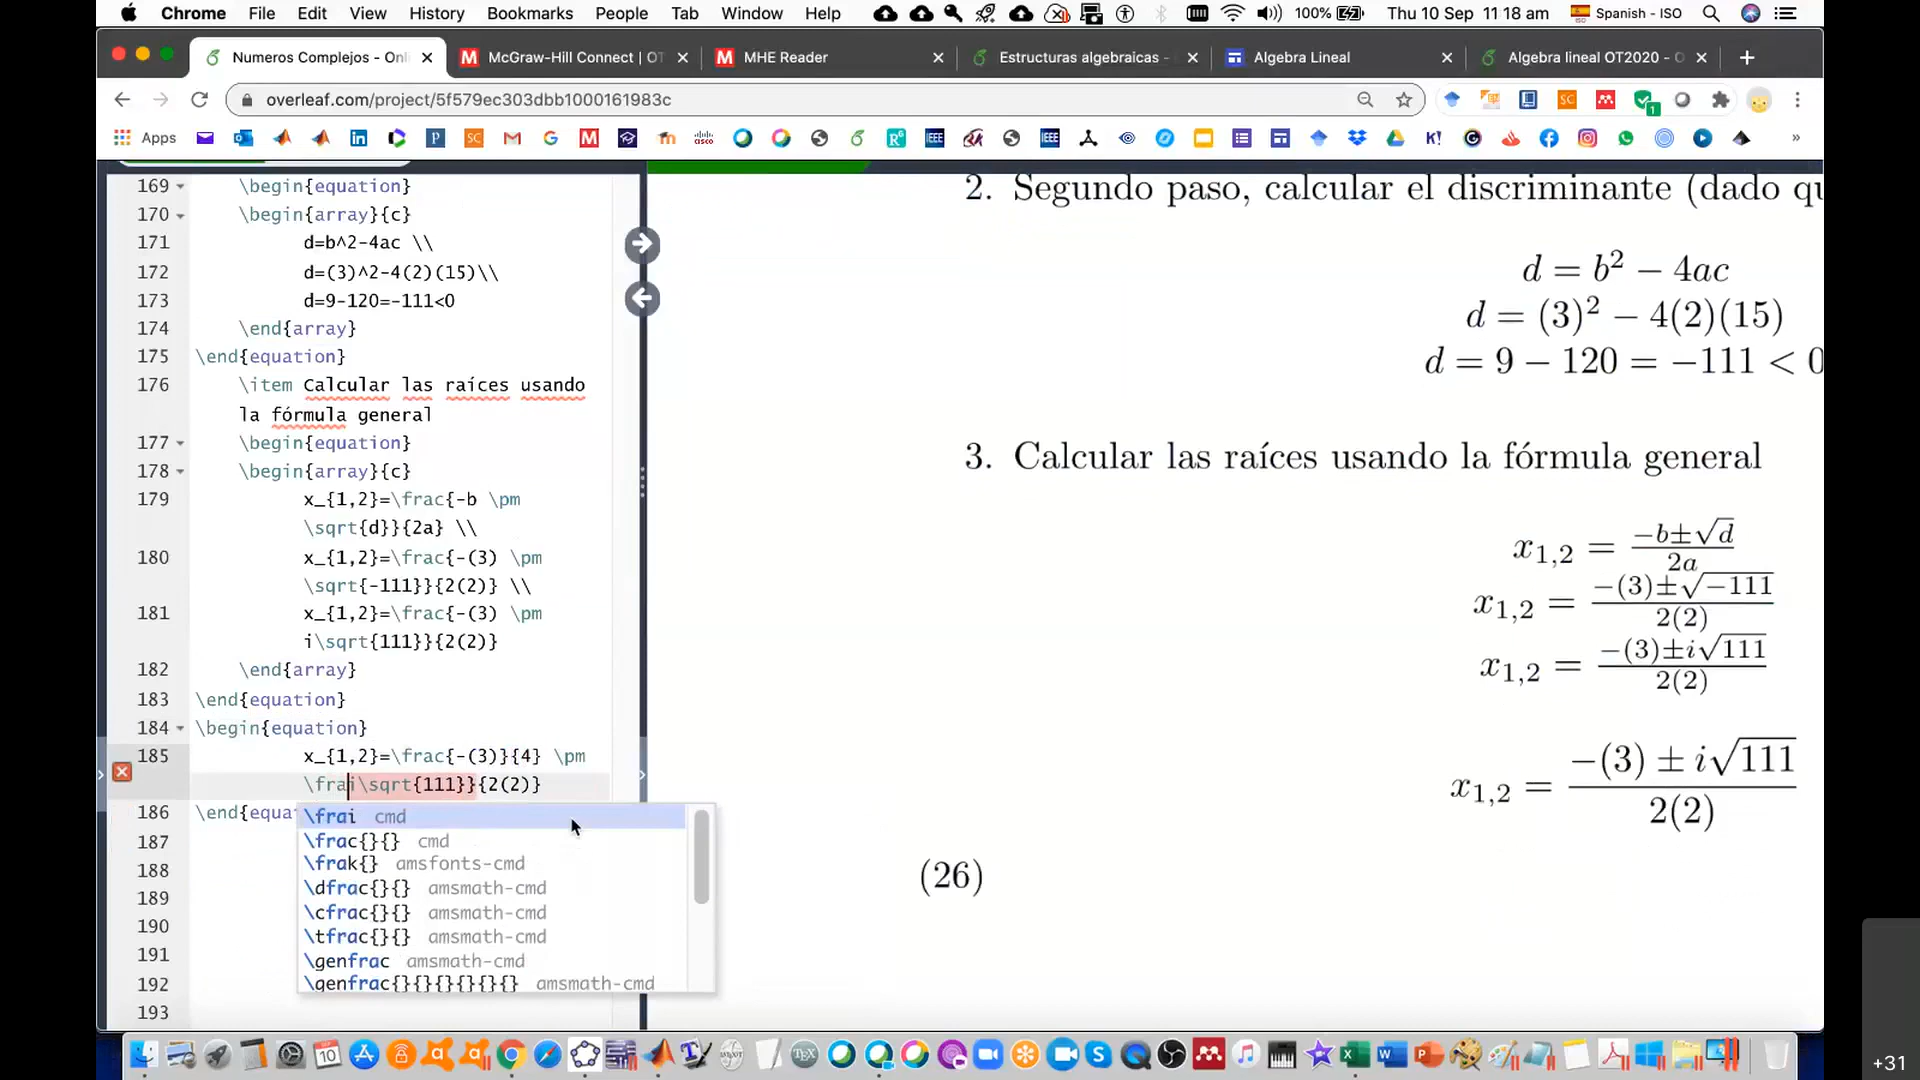 Chrome File Edit View History Bookmarks People Tab Window Help 100% Thu 10 Sep 11:18 am Spanish - ISO
Numeros Complejos - Onli McGraw-Hill Connect | OT MHE Reader Estructuras algebraicas - Algebra Lineal Algebra lineal OT2020 - O
overleaf.com/project/5f579ec303dbb1000161983c
Apps
169 \begin{equation}
170 \begin{array}{c}
171 d=b^2-4ac \\
172 d=(3)^2-4(2)(15)\\
173 d=9-120=-111<0
174 \end{array}
175 \end{equation}
176 \item Calcular las raíces usando
la fórmula general
177 \begin{equation}
178 \begin{array}{c}
179 x_{1,2}=\frac{-b \pm
\sqrt{d}}{2a} \\
180 x_{1,2}=\frac{-(3) \pm
\sqrt{-111}}{2(2)} \\
181 x_{1,2}=\frac{-(3) \pm
i\sqrt{111}}{2(2)}
182 \end{array}
183 \end{equation}
184 \begin{equation}
185 x_{1,2}=\frac{-(3)}{4} \pm
\frai\sqrt{111}}{2(2)}
186 \end{equa
187
188
189
190
191
192
193
\frai cmd
\frac{}{} cmd
\frak{} amsfonts-cmd
\dfrac{}{} amsmath-cmd
\cfrac{}{} amsmath-cmd
\tfrac{}{} amsmath-cmd
\genfrac amsmath-cmd
\genfrac{}{}{}{}{}{} amsmath-cmd
2. Segundo paso, calcular el discriminante (dado qu
d = b² − 4ac
d = (3)² − 4(2)(15)
d = 9 − 120 = −111 < 0
3. Calcular las raíces usando la fórmula general
x₁,₂ = −b±√d / 2a
x₁,₂ = −(3)±√−111 / 2(2)
x₁,₂ = −(3)±i√111 / 2(2)
x₁,₂ = −(3) ± i√111 / 2(2)
(26)
+31